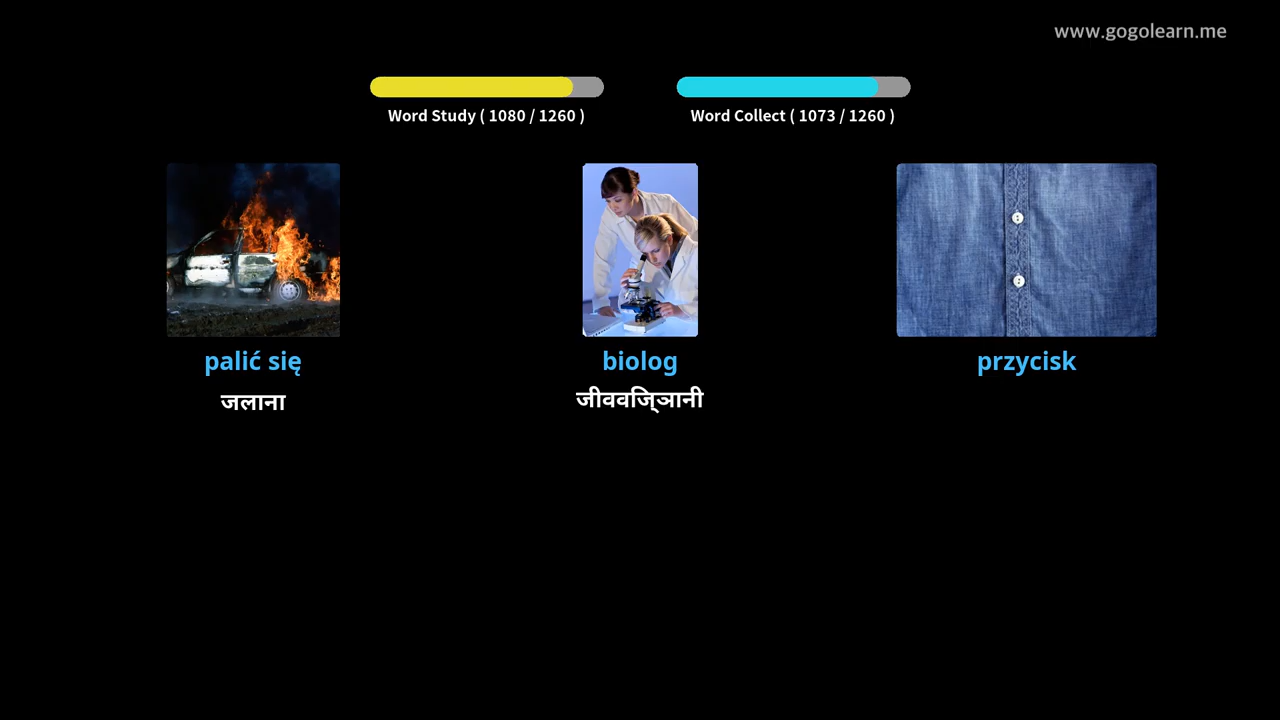 www.gogolearn.me
Word Study ( 1080 / 1260 )
Word Collect ( 1073 / 1260 )
palić się
biolog
przycisk
जलाना
जीववज्ञिानी